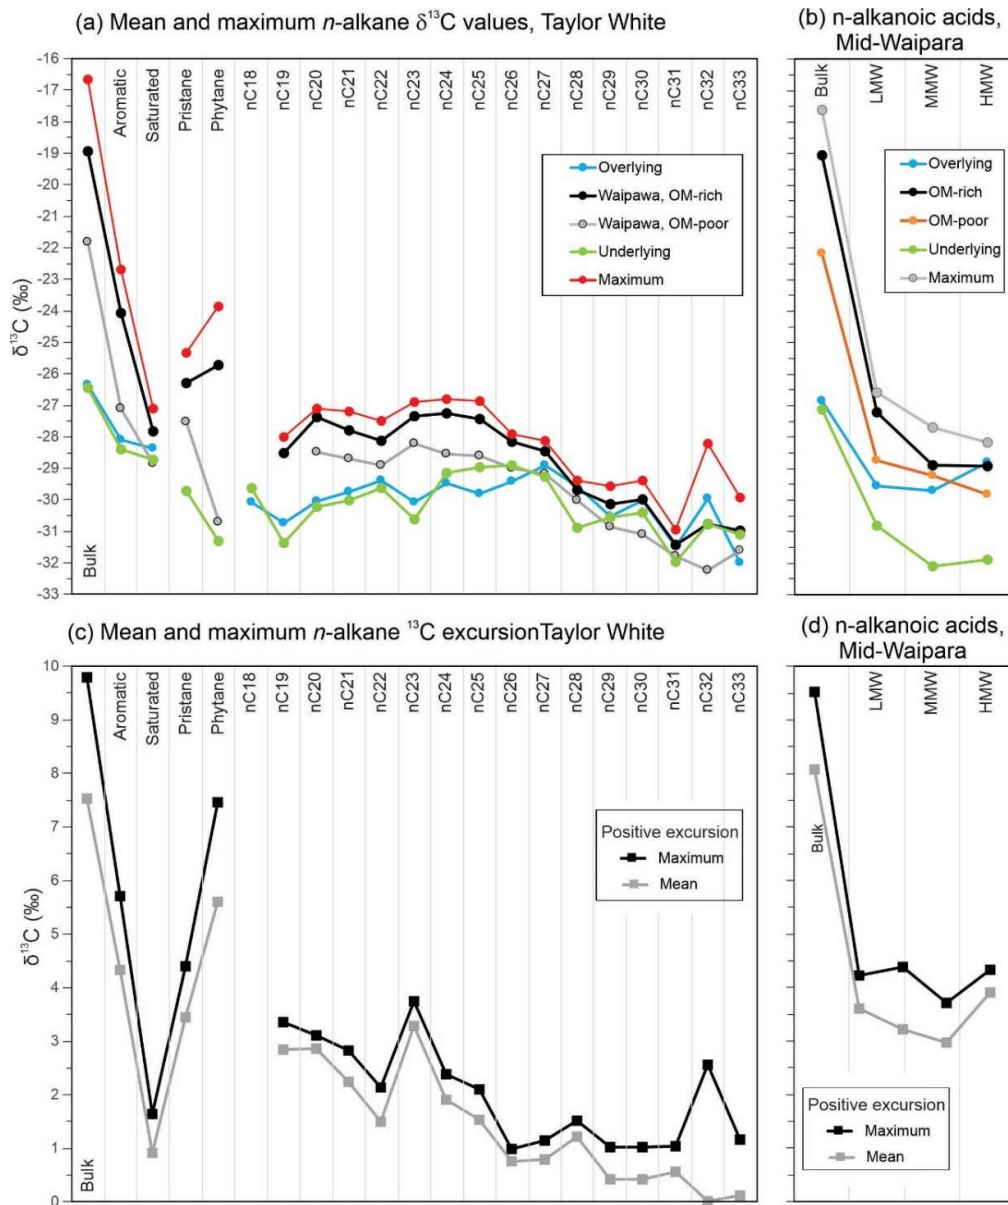 (a) Mean and maximum n-alkane δ¹³C values, Taylor White
-16
-17
-18
-19
-20
-21
-22
-23
-24
-25
-26
-27
-28
-29
-30
-31
-32
-33
δ¹³C (‰)
Bulk
Aromatic
Saturated
Pristane
Phytane
nC18
nC19
nC20
nC21
nC22
nC23
nC24
nC25
nC26
nC27
nC28
nC29
nC30
nC31
nC32
nC33
Overlying
Waipawa, OM-rich
Waipawa, OM-poor
Underlying
Maximum
(b) n-alkanoic acids,
Mid-Waipara
Bulk
LMW
MMW
HMW
Overlying
OM-rich
OM-poor
Underlying
Maximum
(c) Mean and maximum n-alkane ¹³C excursionTaylor White
10
9
8
7
6
5
4
3
2
1
0
δ¹³C (‰)
Bulk
Aromatic
Saturated
Pristane
Phytane
nC18
nC19
nC20
nC21
nC22
nC23
nC24
nC25
nC26
nC27
nC28
nC29
nC30
nC31
nC32
nC33
Positive excursion
Maximum
Mean
(d) n-alkanoic acids,
Mid-Waipara
Bulk
LMW
MMW
HMW
Positive excursion
Maximum
Mean